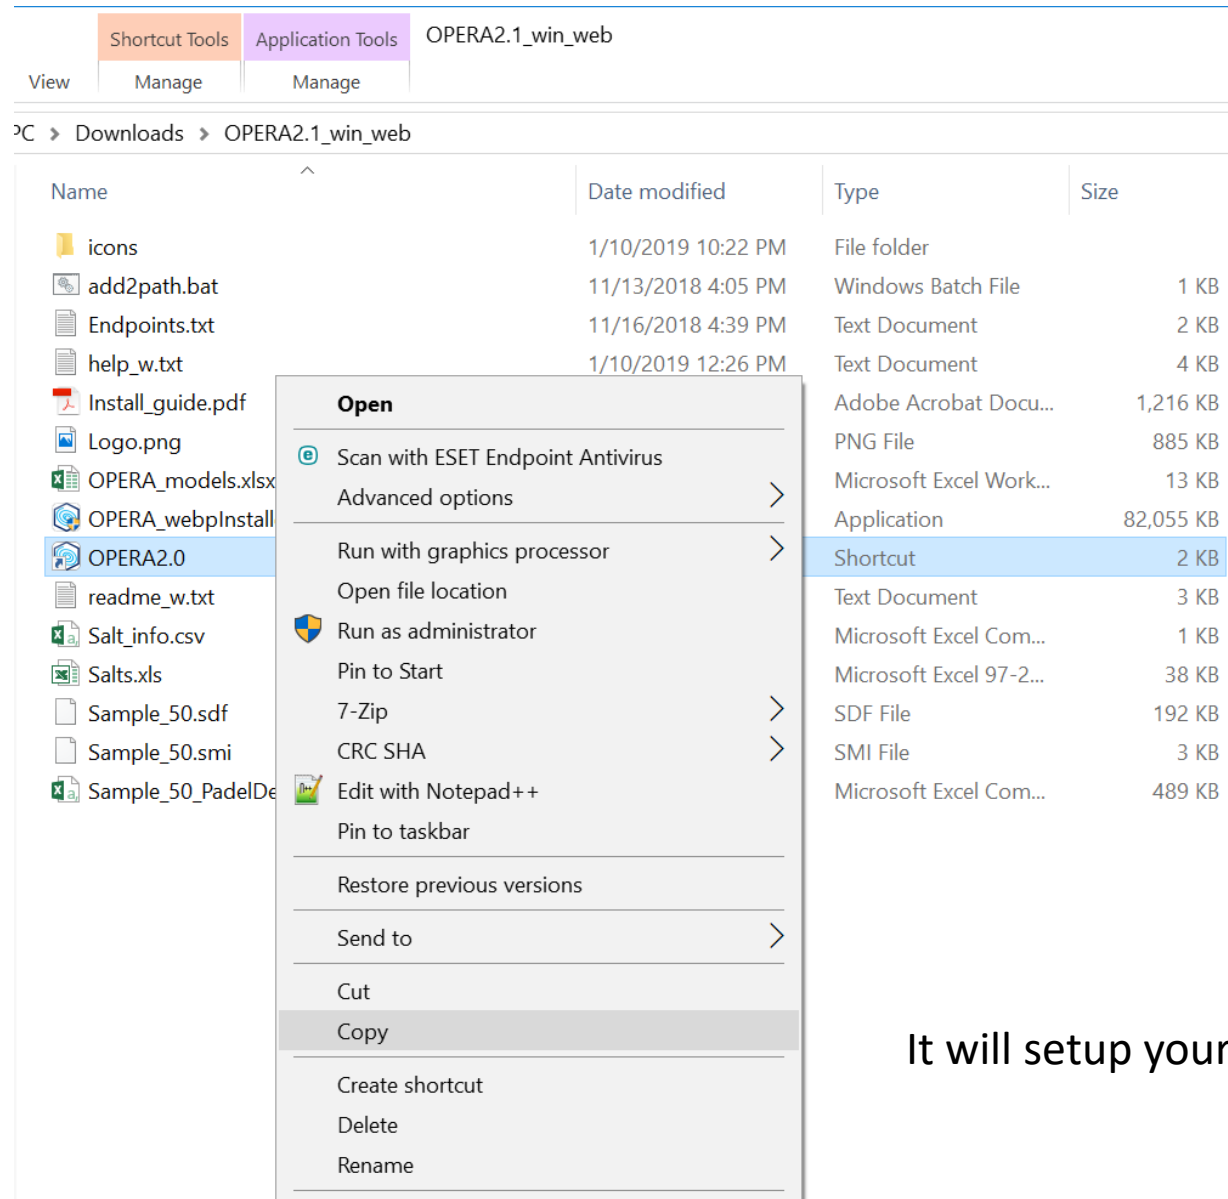 Shortcut Tools Application Tools OPERA2.1_win_web
View Manage Manage
PC > Downloads > OPERA2.1_win_web
Name Date modified Type Size
icons 1/10/2019 10:22 PM File folder
add2path.bat 11/13/2018 4:05 PM Windows Batch File 1 KB
Endpoints.txt 11/16/2018 4:39 PM Text Document 2 KB
help_w.txt 1/10/2019 12:26 PM Text Document 4 KB
Install_guide.pdf Adobe Acrobat Docu... 1,216 KB
Logo.png PNG File 885 KB
OPERA_models.xlsx Microsoft Excel Work... 13 KB
OPERA_webpInstall Application 82,055 KB
OPERA2.0 Shortcut 2 KB
readme_w.txt Text Document 3 KB
Salt_info.csv Microsoft Excel Com... 1 KB
Salts.xls Microsoft Excel 97-2... 38 KB
Sample_50.sdf SDF File 192 KB
Sample_50.smi SMI File 3 KB
Sample_50_PadelDe Microsoft Excel Com... 489 KB
Open
Scan with ESET Endpoint Antivirus
Advanced options
Run with graphics processor
Open file location
Run as administrator
Pin to Start
7-Zip
CRC SHA
Edit with Notepad++
Pin to taskbar
Restore previous versions
Send to
Cut
Copy
Create shortcut
Delete
Rename
It will setup your